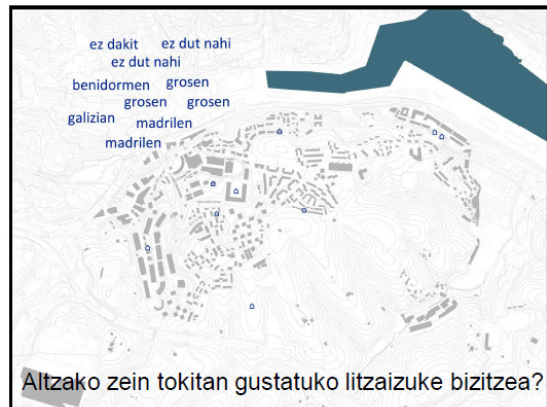 ez dakit ez dut nahi
ez dut nahi
benidormen grosen
grosen grosen
galizian madrilen
madrilen
Altzako zein tokitan gustatuko litzaizuke bizitzea?